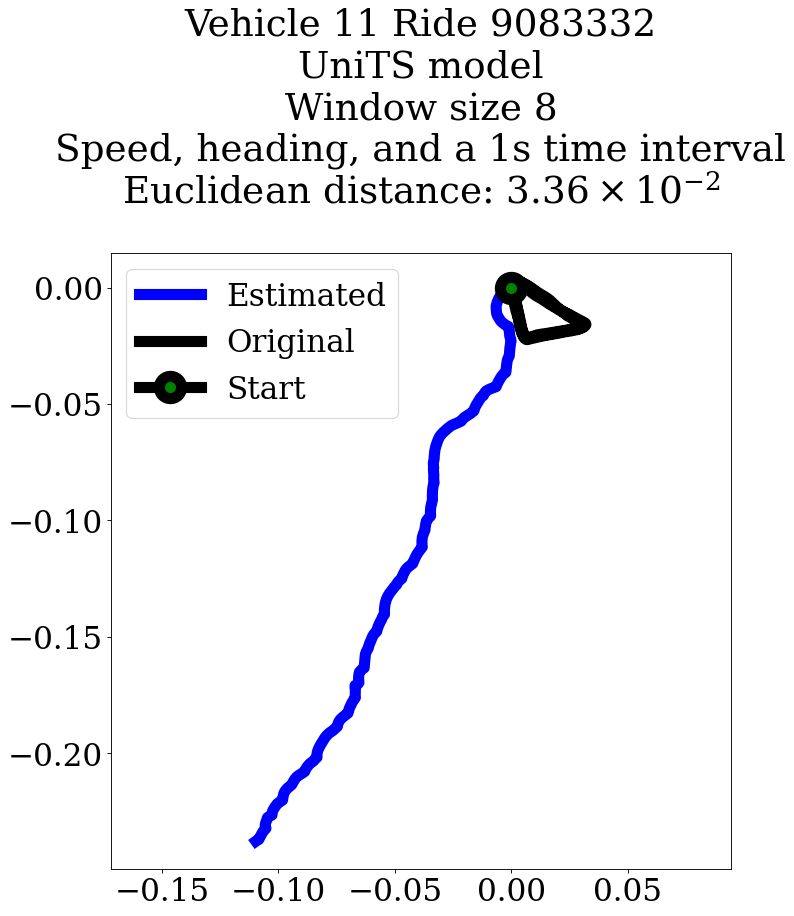 Vehicle 11 Ride 9083332
UniTS model
Window size 8
Speed, heading, and a 1s time interval
Euclidean distance: 3.36 × 10⁻²
Estimated
Original
Start
0.00
−0.05
−0.10
−0.15
−0.20
−0.15 −0.10 −0.05 0.00 0.05